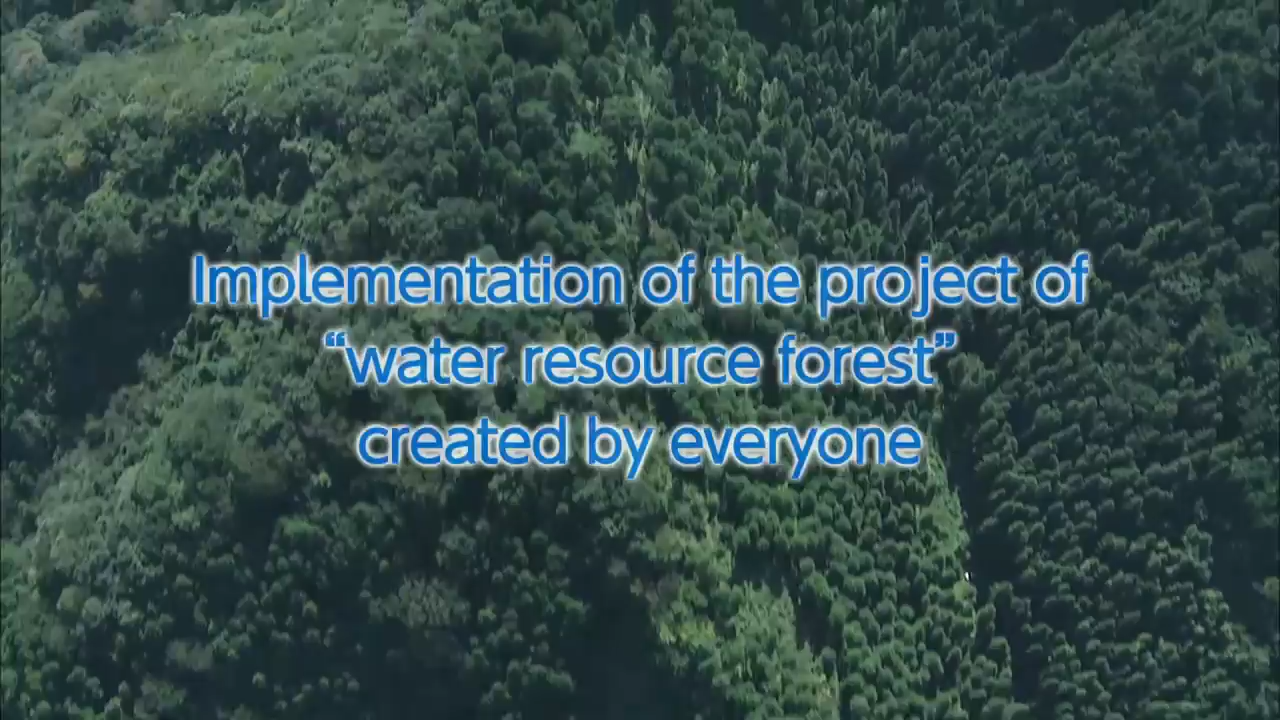 Implementation of the project of
“water resource forest”
created by everyone